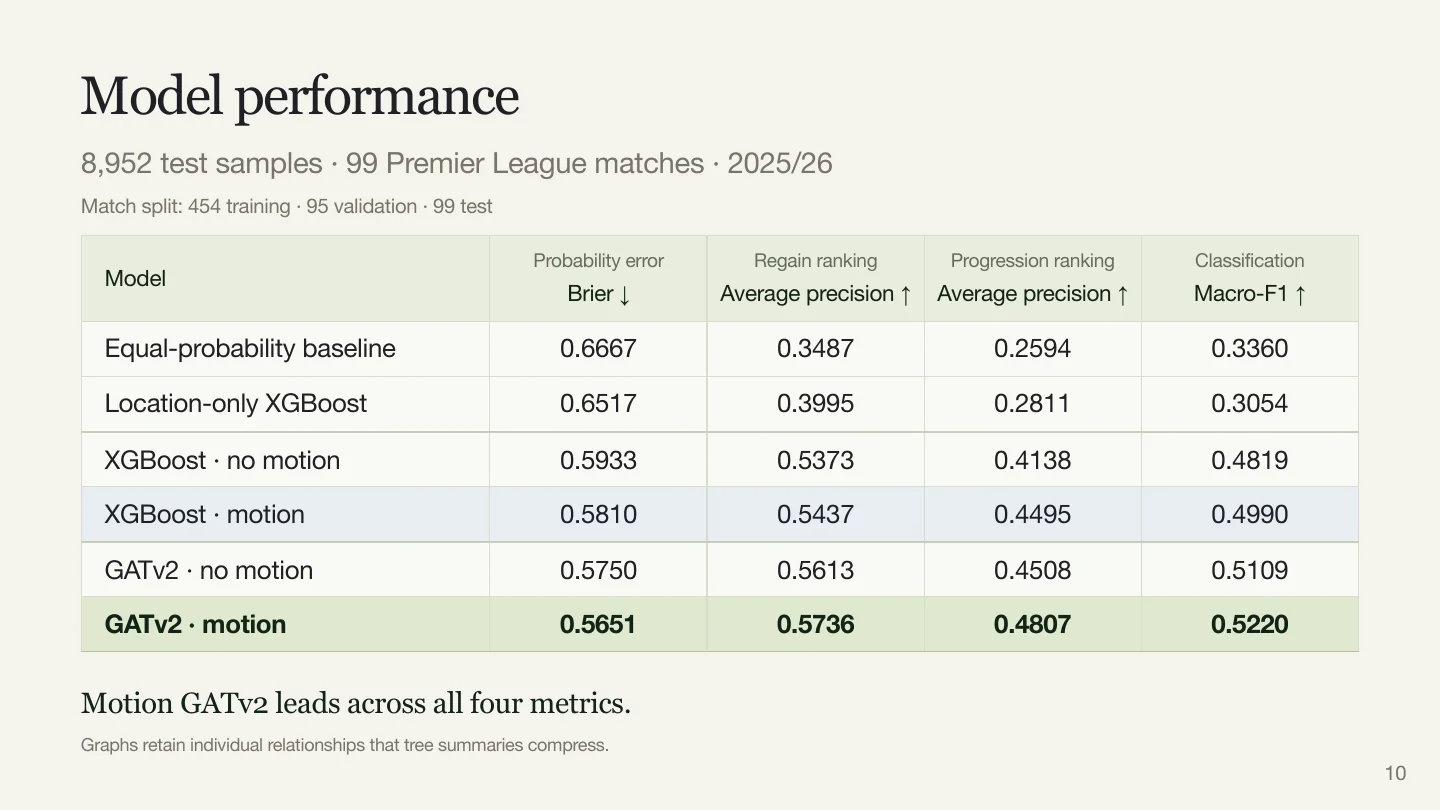 Model performance
8,952 test samples · 99 Premier League matches · 2025/26
Match split: 454 training · 95 validation · 99 test
Model
Probability error
Brier ↓
Regain ranking
Average precision ↑
Progression ranking
Average precision ↑
Classification
Macro-F1 ↑
Equal-probability baseline 0.6667 0.3487 0.2594 0.3360
Location-only XGBoost 0.6517 0.3995 0.2811 0.3054
XGBoost · no motion 0.5933 0.5373 0.4138 0.4819
XGBoost · motion 0.5810 0.5437 0.4495 0.4990
GATv2 · no motion 0.5750 0.5613 0.4508 0.5109
GATv2 · motion 0.5651 0.5736 0.4807 0.5220
Motion GATv2 leads across all four metrics.
Graphs retain individual relationships that tree summaries compress.
10